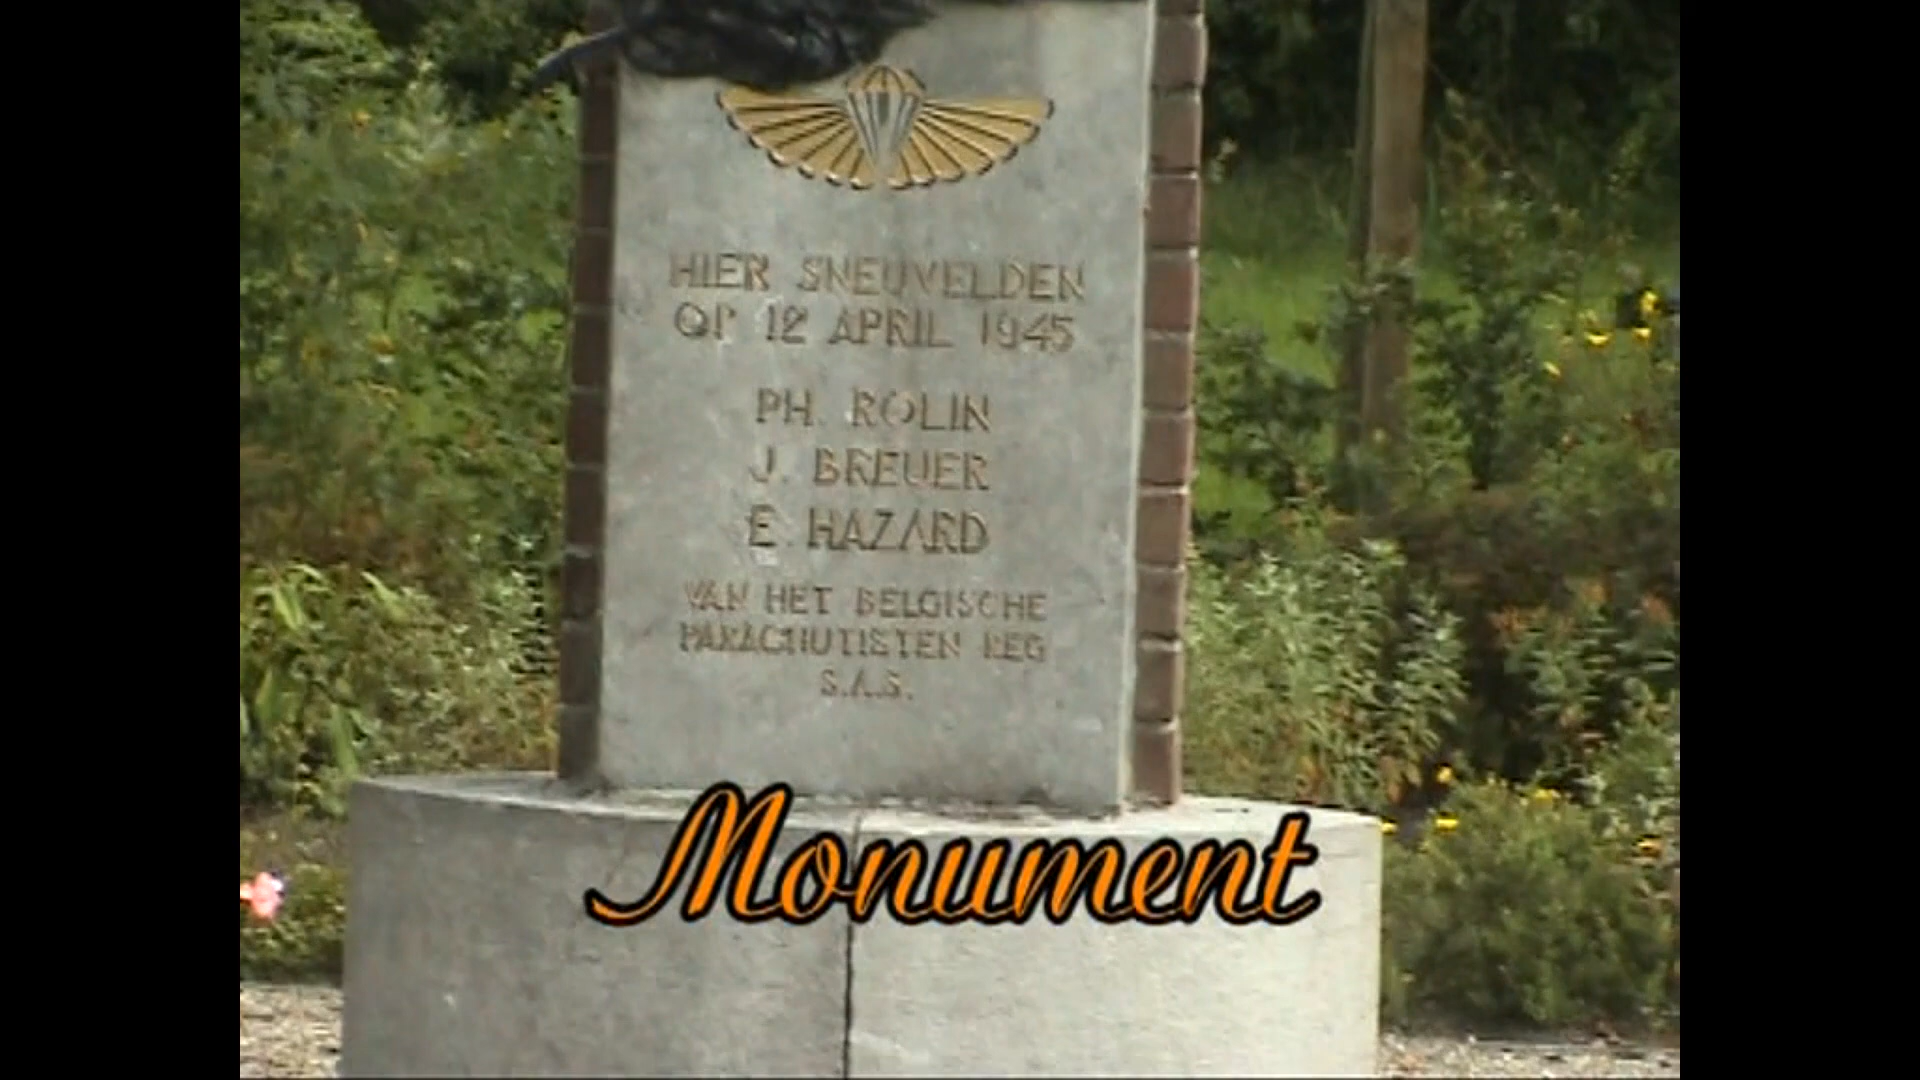 HIER SNEUVELDEN
OP 12 APRIL 1945
PH. ROLIN
J. BREUER
E. HAZARD
VAN HET BELGISCHE
PARACHUTISTEN REG
S.A.S.
Monument